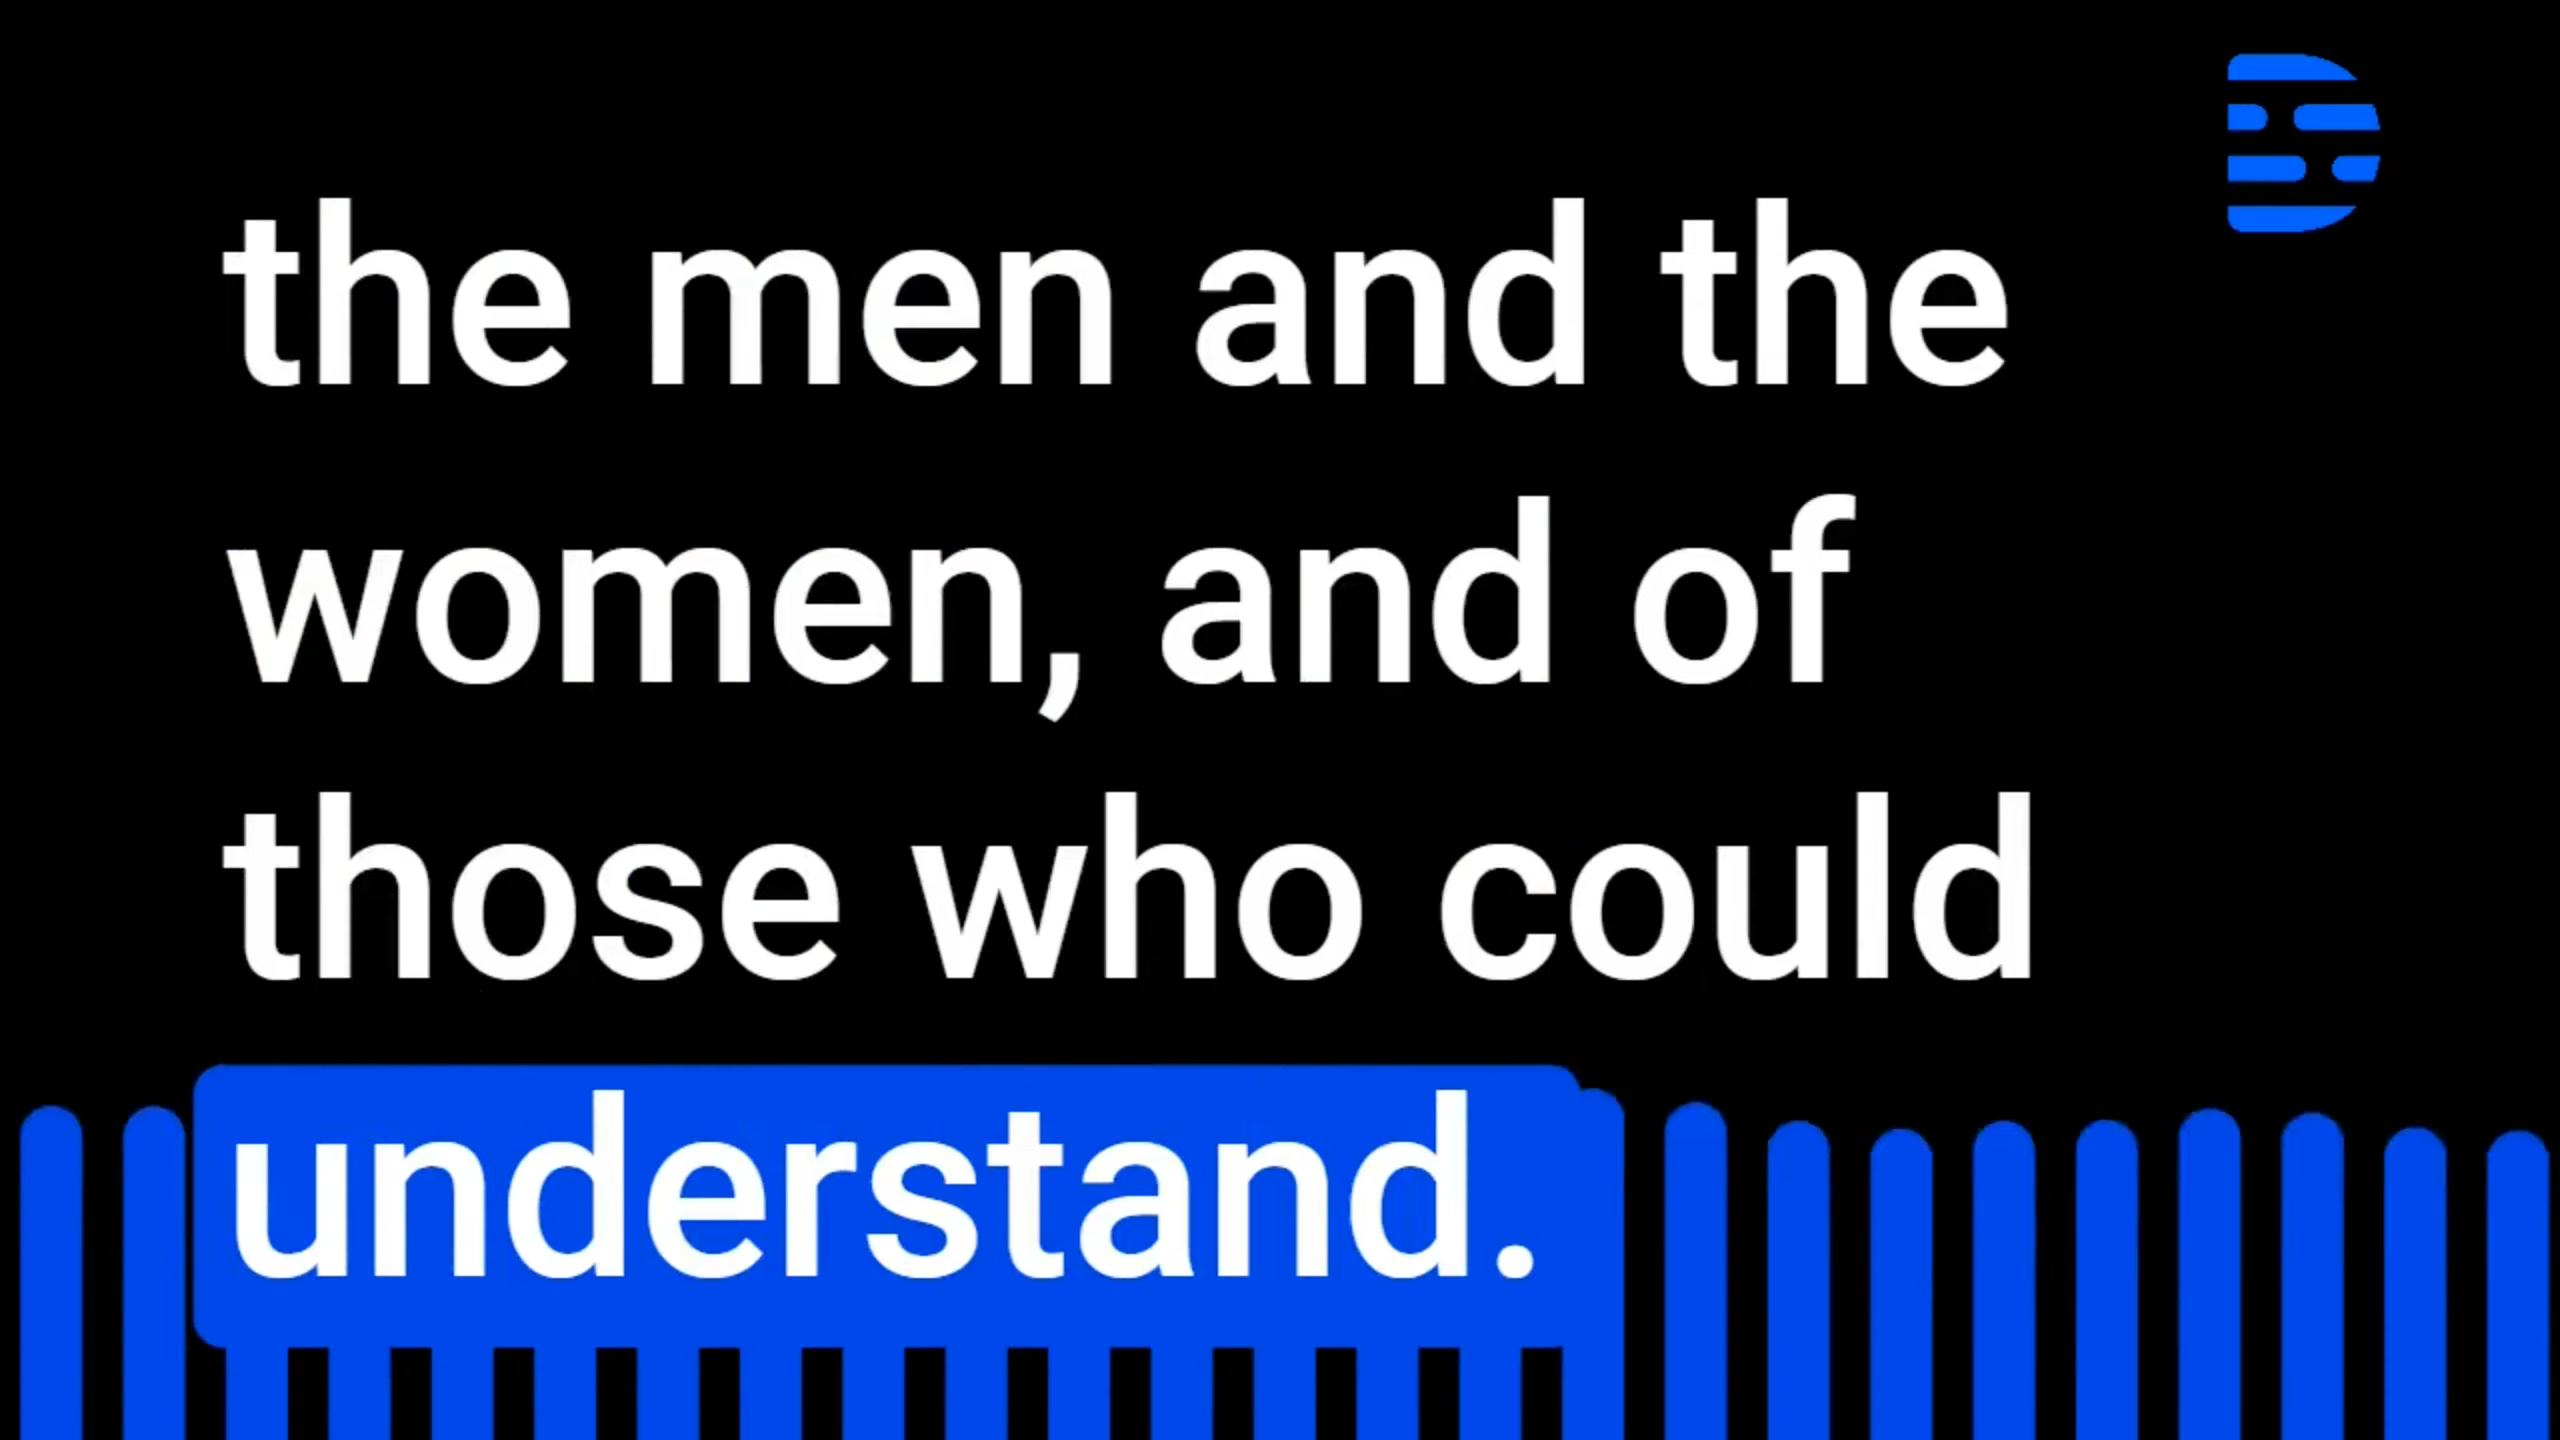 the men and the
women, and of
those who could
understand.